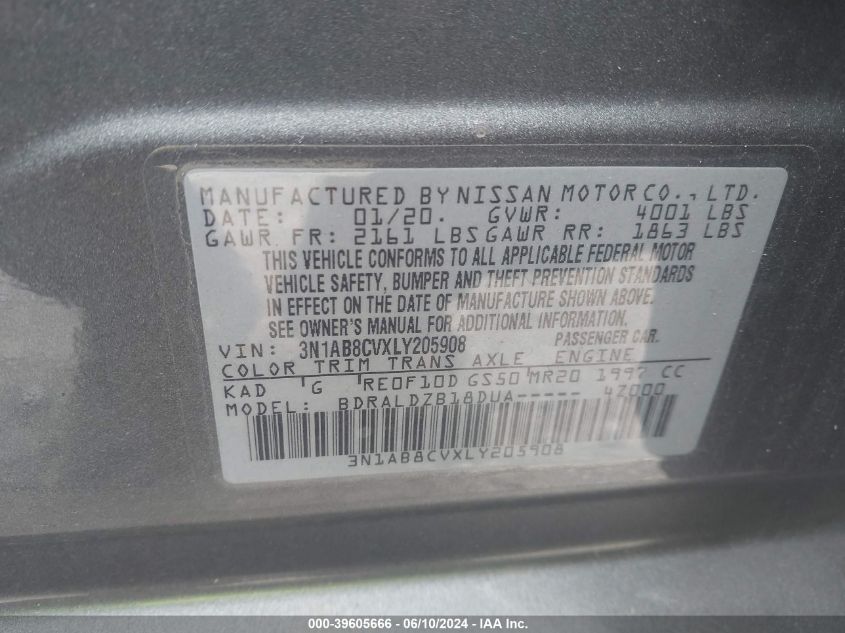 MANUFACTURED BY NISSAN MOTOR CO., LTD.
DATE: 01/20. GVWR: 4001 LBS
GAWR FR: 2161 LBS GAWR RR: 1863 LBS
THIS VEHICLE CONFORMS TO ALL APPLICABLE FEDERAL MOTOR
VEHICLE SAFETY, BUMPER AND THEFT PREVENTION STANDARDS
IN EFFECT ON THE DATE OF MANUFACTURE SHOWN ABOVE.
SEE OWNER'S MANUAL FOR ADDITIONAL INFORMATION.
VIN: 3N1AB8CVXLY205908 PASSENGER CAR.
COLOR TRIM TRANS AXLE ENGINE
KAD G RE0F10D GS50 MR20 1997 CC
MODEL: BDRALDZB18DUA----- 4Z000
3N1AB8CVXLY205908
000-39605666 - 06/10/2024 - IAA Inc.